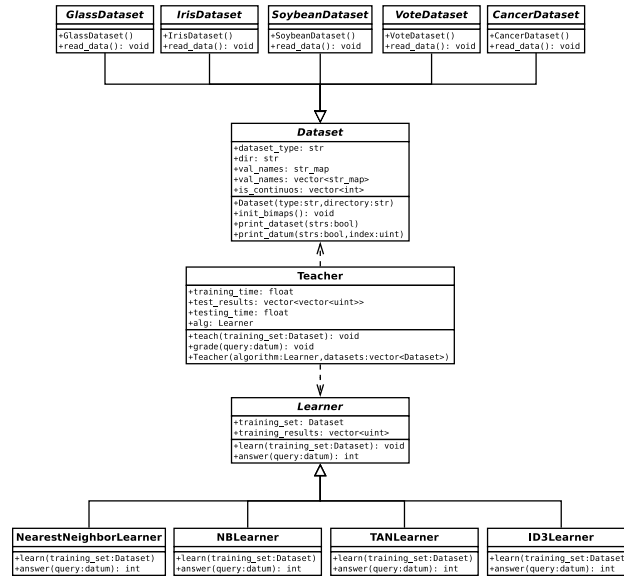 GlassDataset
+GlassDataset()
+read_data(): void
IrisDataset
+IrisDataset()
+read_data(): void
SoybeanDataset
+SoybeanDataset()
+read_data(): void
VoteDataset
+VoteDataset()
+read_data(): void
CancerDataset
+CancerDataset()
+read_data(): void
Dataset
+dataset_type: str
+dir: str
+val_names: str_map
+val_names: vector<str_map>
+is_continuos: vector<int>
+Dataset(type:str,directory:str)
+init_bimaps(): void
+print_dataset(strs:bool)
+print_datum(strs:bool,index:uint)
Teacher
+training_time: float
+test_results: vector<vector<uint>>
+testing_time: float
+alg: Learner
+teach(training_set:Dataset): void
+grade(query:datum): void
+Teacher(algorithm:Learner,datasets:vector<Dataset>)
Learner
+training_set: Dataset
+training_results: vector<uint>
+learn(training_set:Dataset): void
+answer(query:datum): int
NearestNeighborLearner
+learn(training_set:Dataset)
+answer(query:datum): int
NBLearner
+learn(training_set:Dataset)
+answer(query:datum): int
TANLearner
+learn(training_set:Dataset)
+answer(query:datum): int
ID3Learner
+learn(training_set:Dataset)
+answer(query:datum): int